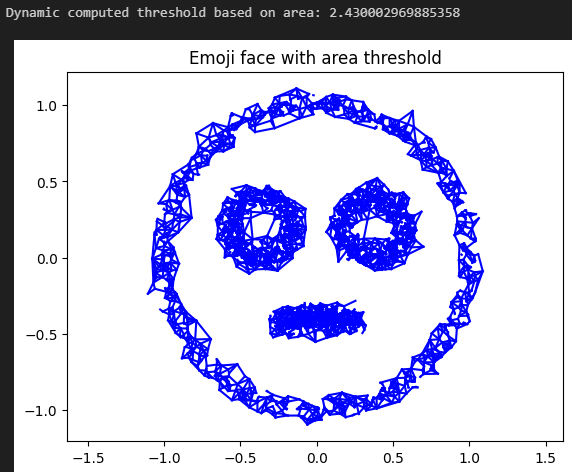 Dynamic computed threshold based on area: 2.430002969885358
Emoji face with area threshold
1.0
0.5
0.0
−0.5
−1.0
−1.5 −1.0 −0.5 0.0 0.5 1.0 1.5